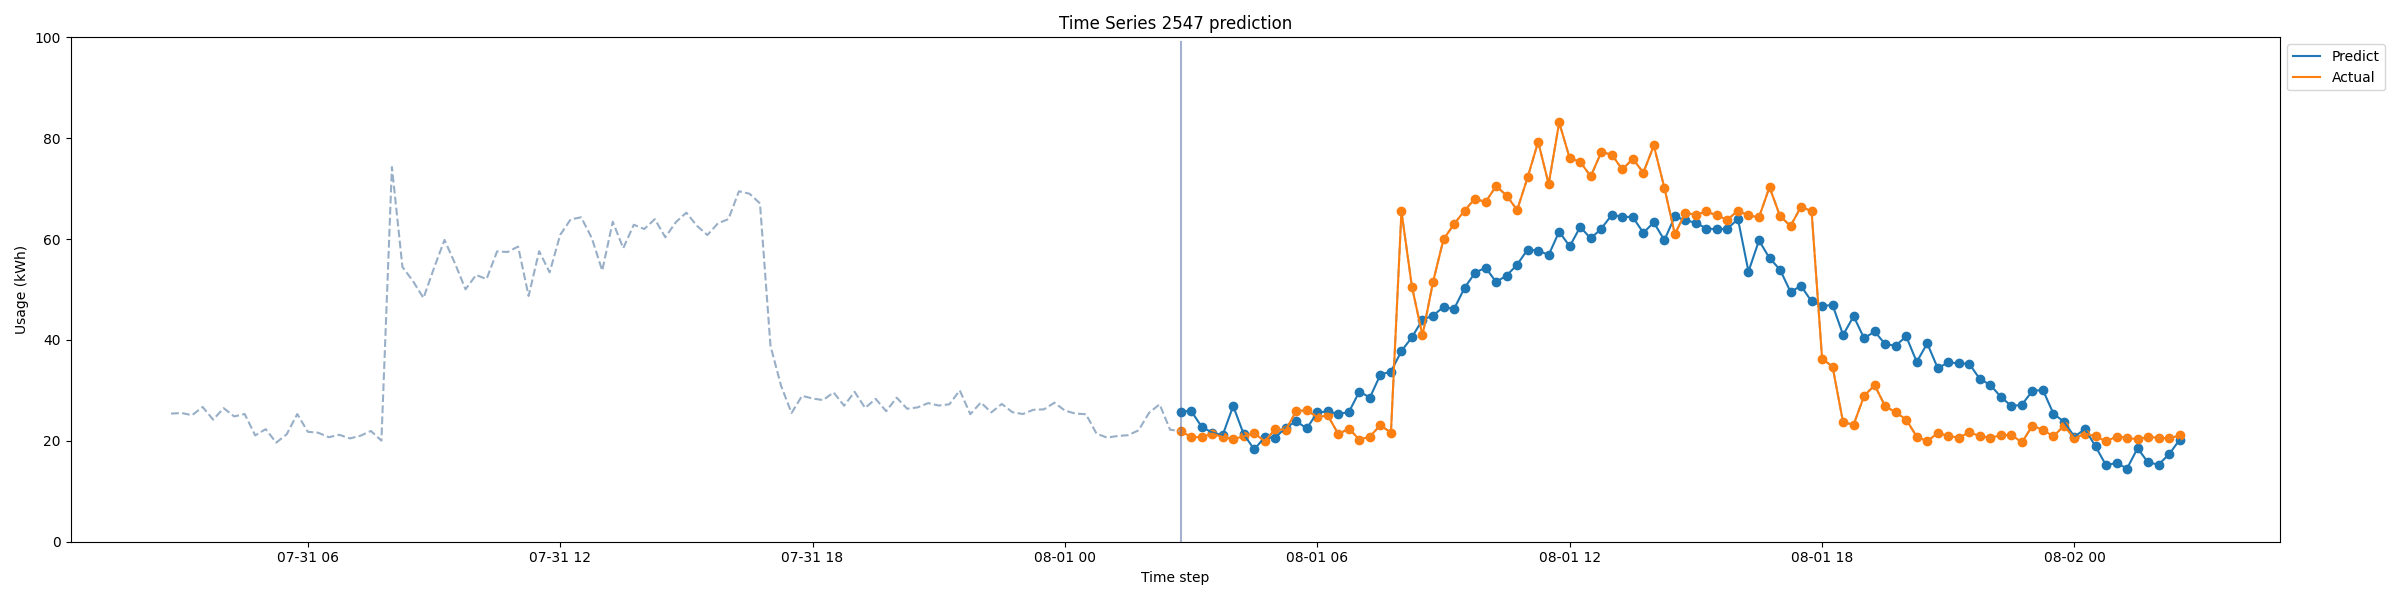 Time Series 2547 prediction
Predict
Actual
100
80
60
40
20
0
Usage (kWh)
07-31 06
07-31 12
07-31 18
08-01 00
08-01 06
08-01 12
08-01 18
08-02 00
Time step